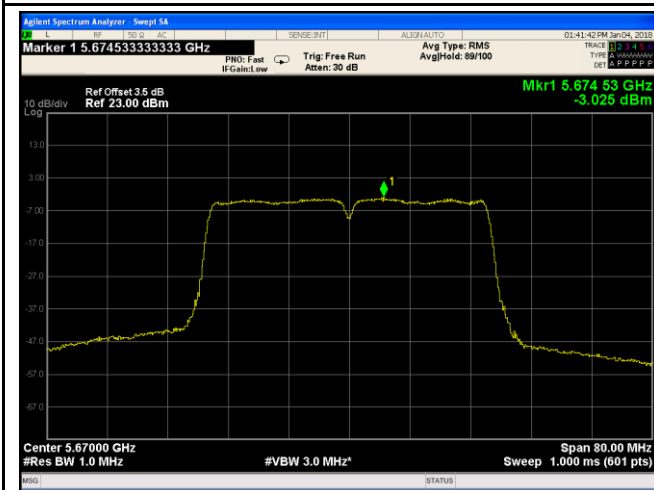 Agilent Spectrum Analyzer - Swept SA
L RF 50 Ω AC SENSE:INT ALIGNAUTO 01:41:42 PM Jan 04, 2018
Marker 1 5.674533333333 GHz
PNO: Fast
IFGain:Low
Trig: Free Run
Atten: 30 dB
Avg Type: RMS
Avg|Hold: 89/100
TRACE 1 2 3 4 5 6
TYPE A
DET A P P P P P
Ref Offset 3.5 dB
Ref 23.00 dBm
10 dB/div
Log
Mkr1 5.674 53 GHz
-3.025 dBm
13.0
3.00
-7.00
-17.0
-27.0
-37.0
-47.0
-57.0
-67.0
1
Center 5.67000 GHz
Span 80.00 MHz
#Res BW 1.0 MHz
#VBW 3.0 MHz*
Sweep 1.000 ms (601 pts)
MSG STATUS